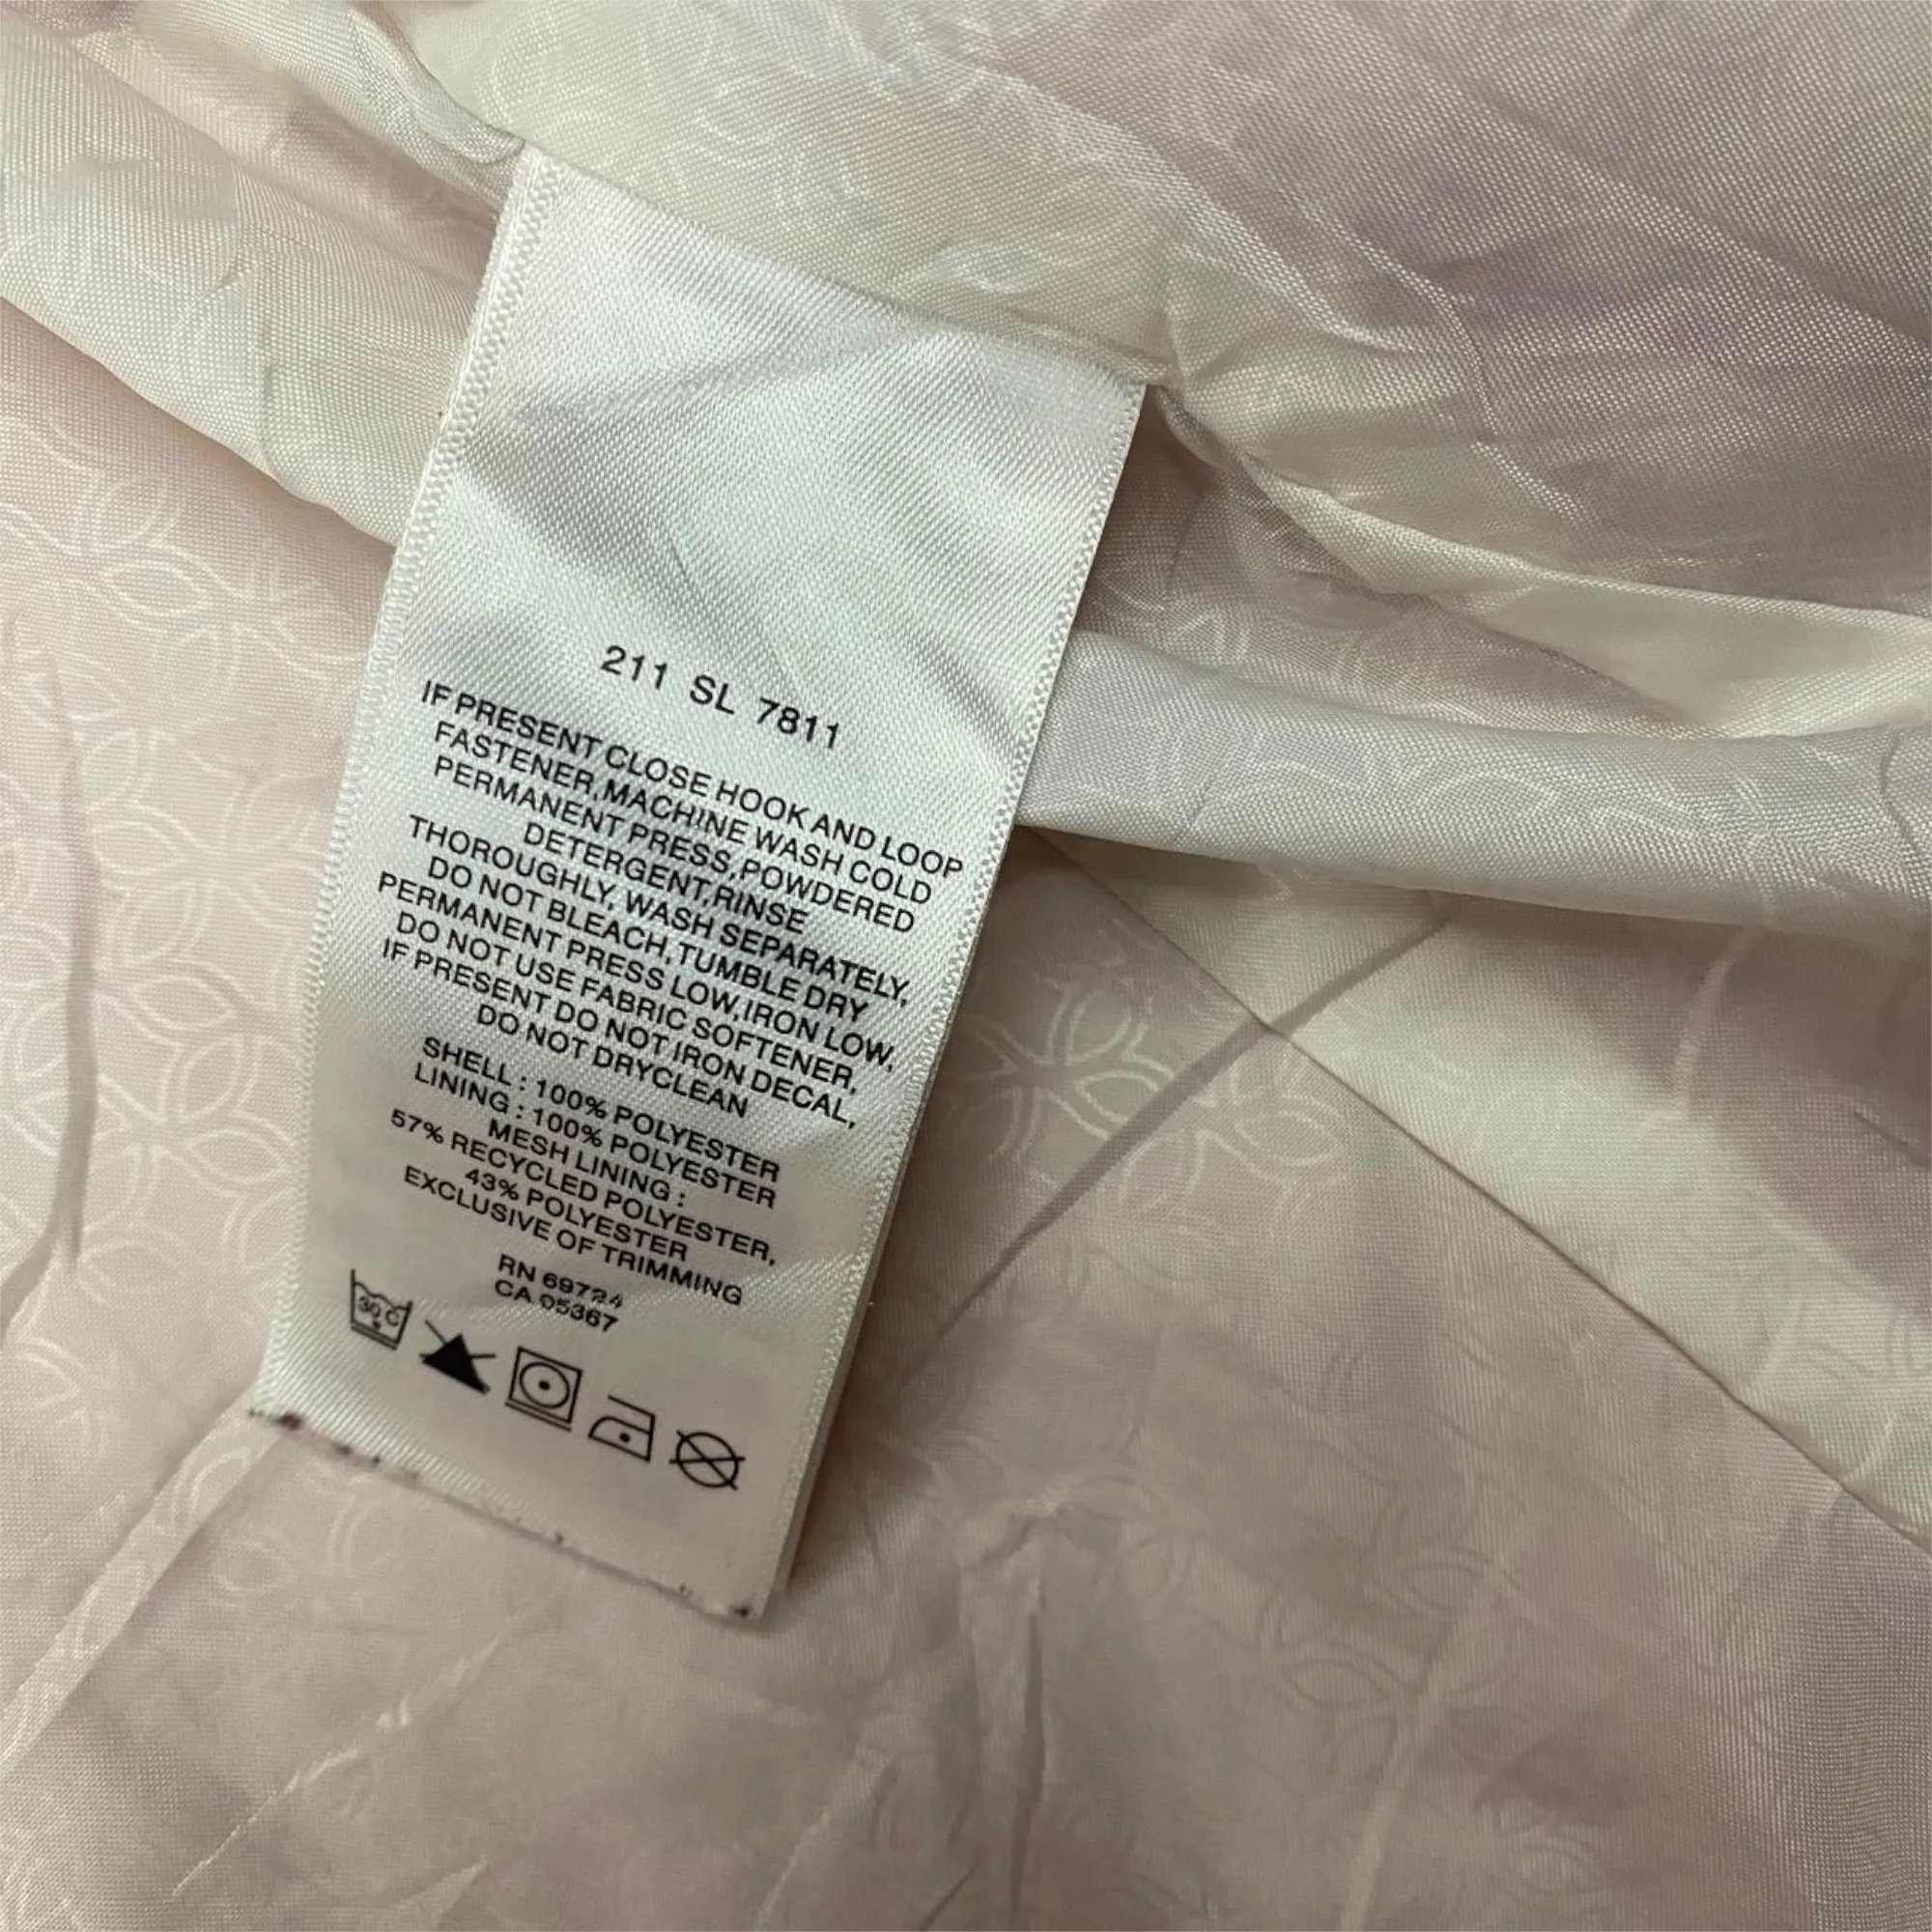 211 SL 7811
IF PRESENT CLOSE HOOK AND LOOP
FASTENER,MACHINE WASH COLD
PERMANENT PRESS,POWDERED
DETERGENT,RINSE
THOROUGHLY, WASH SEPARATELY,
DO NOT BLEACH,TUMBLE DRY
PERMANENT PRESS LOW,IRON LOW,
DO NOT USE FABRIC SOFTENER,
IF PRESENT DO NOT IRON DECAL,
DO NOT DRYCLEAN
SHELL : 100% POLYESTER
LINING : 100% POLYESTER
MESH LINING :
57% RECYCLED POLYESTER,
43% POLYESTER
EXCLUSIVE OF TRIMMING
RN 69724
CA 05367
30 C